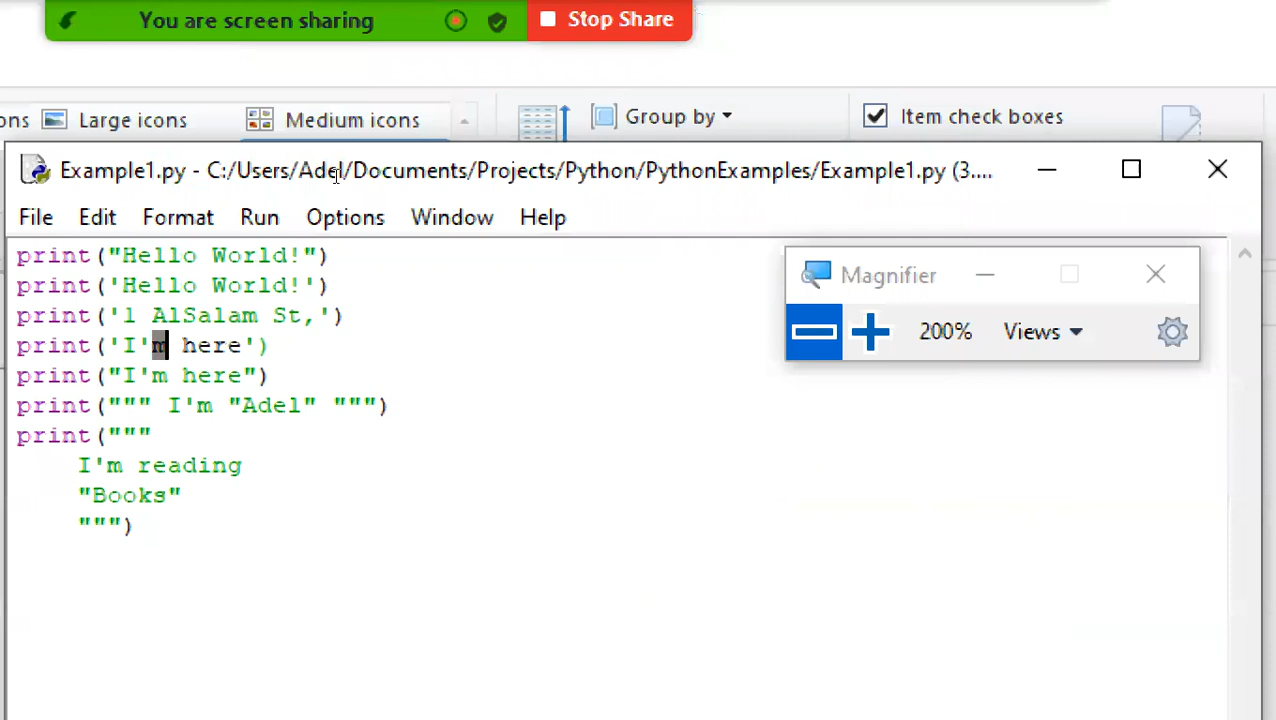 You are screen sharing
Stop Share
ons
Large icons
Medium icons
Group by
Item check boxes
Example1.py - C:/Users/Adel/Documents/Projects/Python/PythonExamples/Example1.py (3....
File Edit Format Run Options Window Help
print("Hello World!")
print('Hello World!')
print('1 AlSalam St,')
print('I'm here')
print("I'm here")
print(""" I'm "Adel" """)
print("""
I'm reading
"Books"
""")
Magnifier
200%
Views